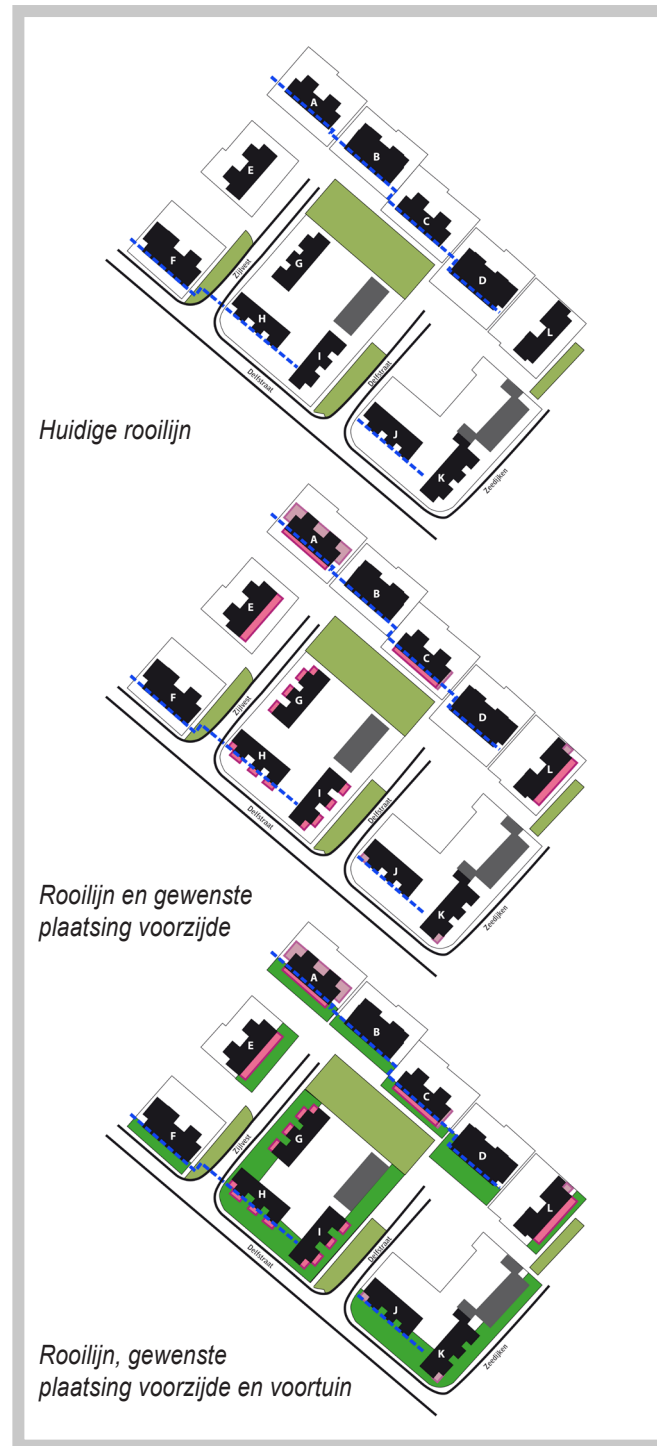 A
B
E
C
F
G
Zijlvest
D
H
L
I
Delfstraat
Delfstraat
Huidige rooilijn
J
K
Zeedijken
A
B
E
C
F
G
Zijlvest
D
H
L
I
Delfstraat
Delfstraat
J
Rooilijn en gewenste
plaatsing voorzijde
K
Zeedijken
A
B
E
C
F
G
Zijlvest
D
H
L
I
Delfstraat
Delfstraat
J
Rooilijn, gewenste
plaatsing voorzijde en voortuin
K
Zeedijken